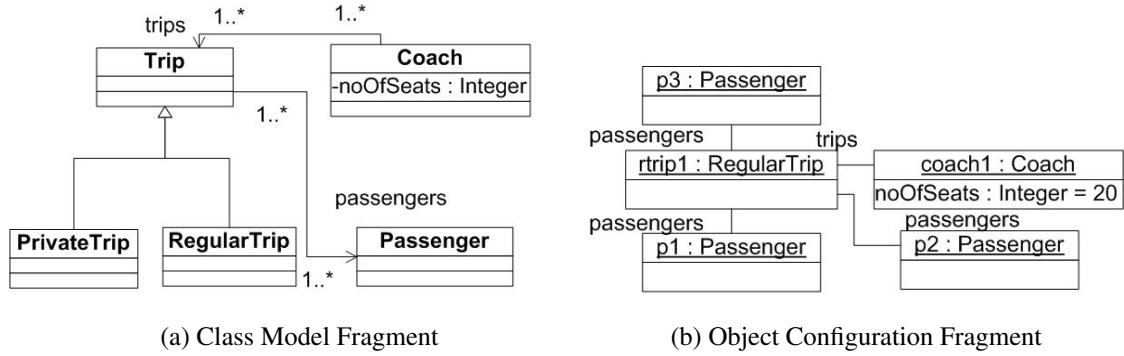 1..*
1..*
trips
Trip
Coach
-noOfSeats : Integer
1..*
passengers
PrivateTrip
RegularTrip
Passenger
1..*
(a) Class Model Fragment
p3 : Passenger
passengers
trips
rtrip1 : RegularTrip
coach1 : Coach
noOfSeats : Integer = 20
passengers
passengers
p1 : Passenger
p2 : Passenger
(b) Object Configuration Fragment